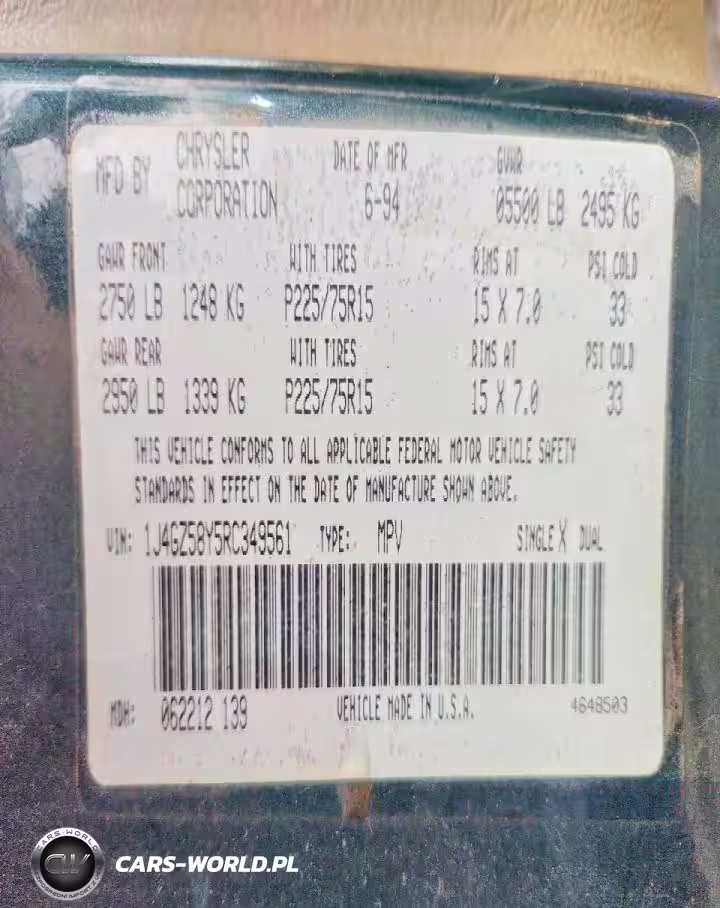 MFD BY CHRYSLER CORPORATION DATE OF MFR 6-94 GVWR 05500 LB 2495 KG
GAWR FRONT WITH TIRES RIMS AT PSI COLD
2750 LB 1248 KG P225/75R15 15 X 7.0 33
GAWR REAR WITH TIRES RIMS AT PSI COLD
2950 LB 1339 KG P225/75R15 15 X 7.0 33
THIS VEHICLE CONFORMS TO ALL APPLICABLE FEDERAL MOTOR VEHICLE SAFETY
STANDARDS IN EFFECT ON THE DATE OF MANUFACTURE SHOWN ABOVE.
VIN: 1J4GZ58Y5RC349561 TYPE: MPV SINGLE X DUAL
MDH: 062212 139 VEHICLE MADE IN U.S.A. 4648503
CARS-WORLD
CW
CARS-WORLD.PL